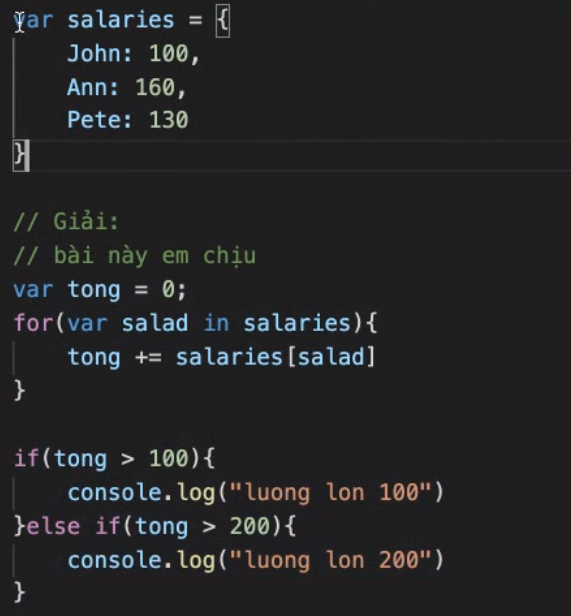 var salaries = {
    John: 100,
    Ann: 160,
    Pete: 130
}
// Giải:
// bài này em chịu
var tong = 0;
for(var salad in salaries){
    tong += salaries[salad]
}
if(tong > 100){
    console.log("luong lon 100")
}else if(tong > 200){
    console.log("luong lon 200")
}